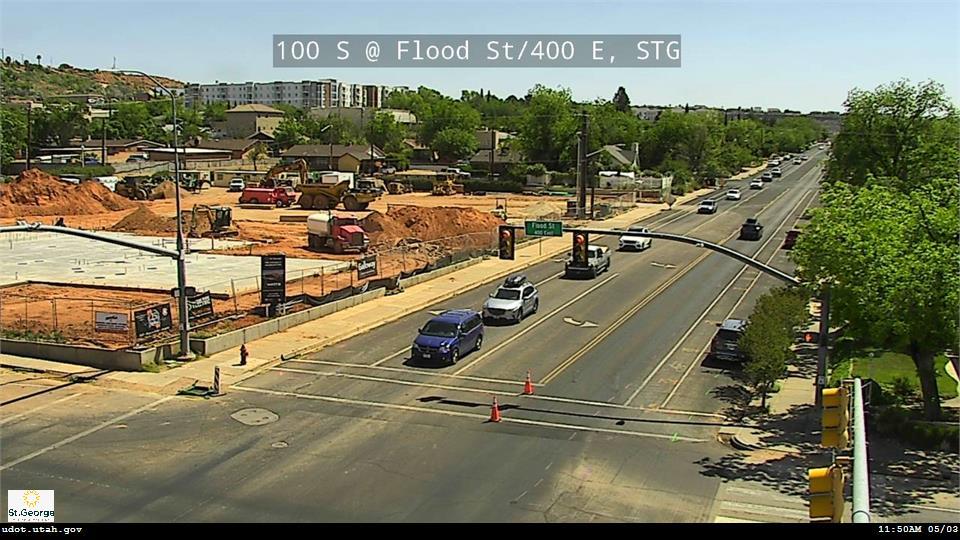 100 S @ Flood St/400 E, STG
Flood St
400 East
St.George
udot.utah.gov
11:50AM 05/03